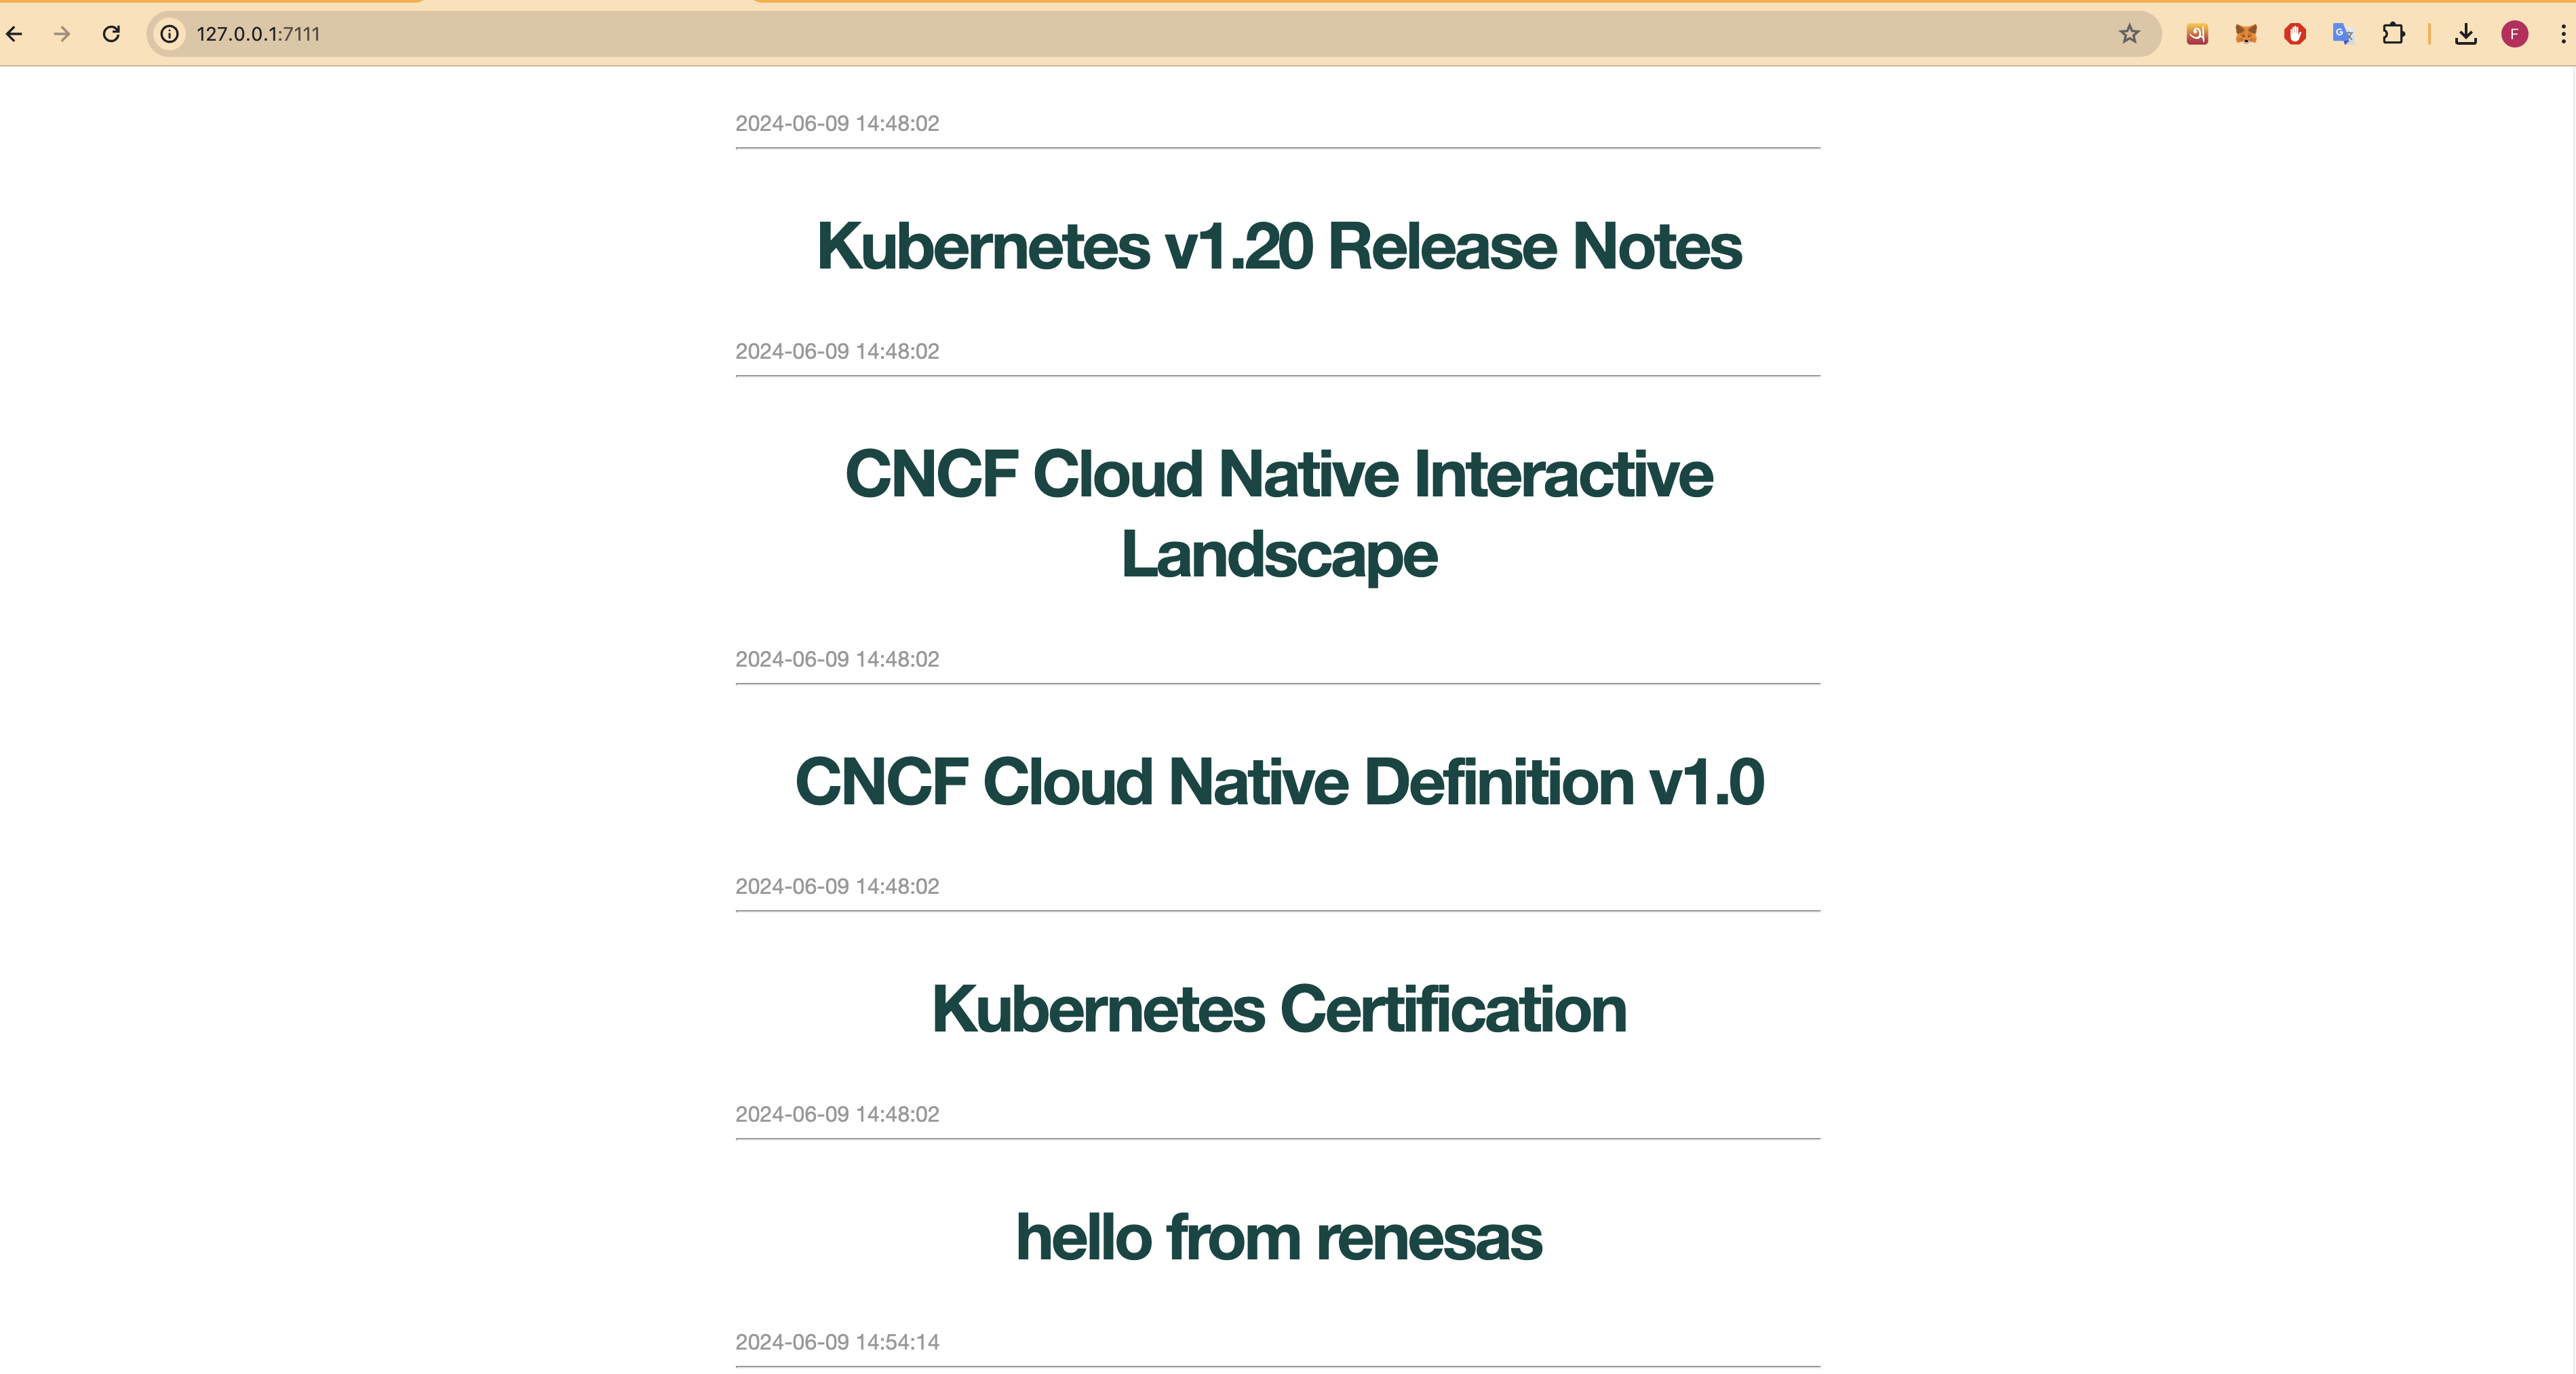 127.0.0.1:7111
F
2024-06-09 14:48:02
Kubernetes v1.20 Release Notes
2024-06-09 14:48:02
CNCF Cloud Native Interactive
Landscape
2024-06-09 14:48:02
CNCF Cloud Native Definition v1.0
2024-06-09 14:48:02
Kubernetes Certification
2024-06-09 14:48:02
hello from renesas
2024-06-09 14:54:14